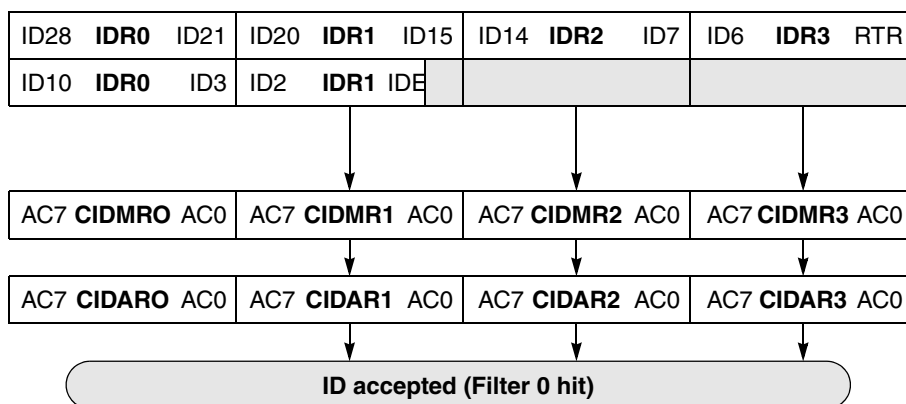 ID28 IDR0 ID21 ID20 IDR1 ID15 ID14 IDR2 ID7 ID6 IDR3 RTR
ID10 IDR0 ID3 ID2 IDR1 IDE
AC7 CIDMRO AC0 AC7 CIDMR1 AC0 AC7 CIDMR2 AC0 AC7 CIDMR3 AC0
AC7 CIDARO AC0 AC7 CIDAR1 AC0 AC7 CIDAR2 AC0 AC7 CIDAR3 AC0
ID accepted (Filter 0 hit)